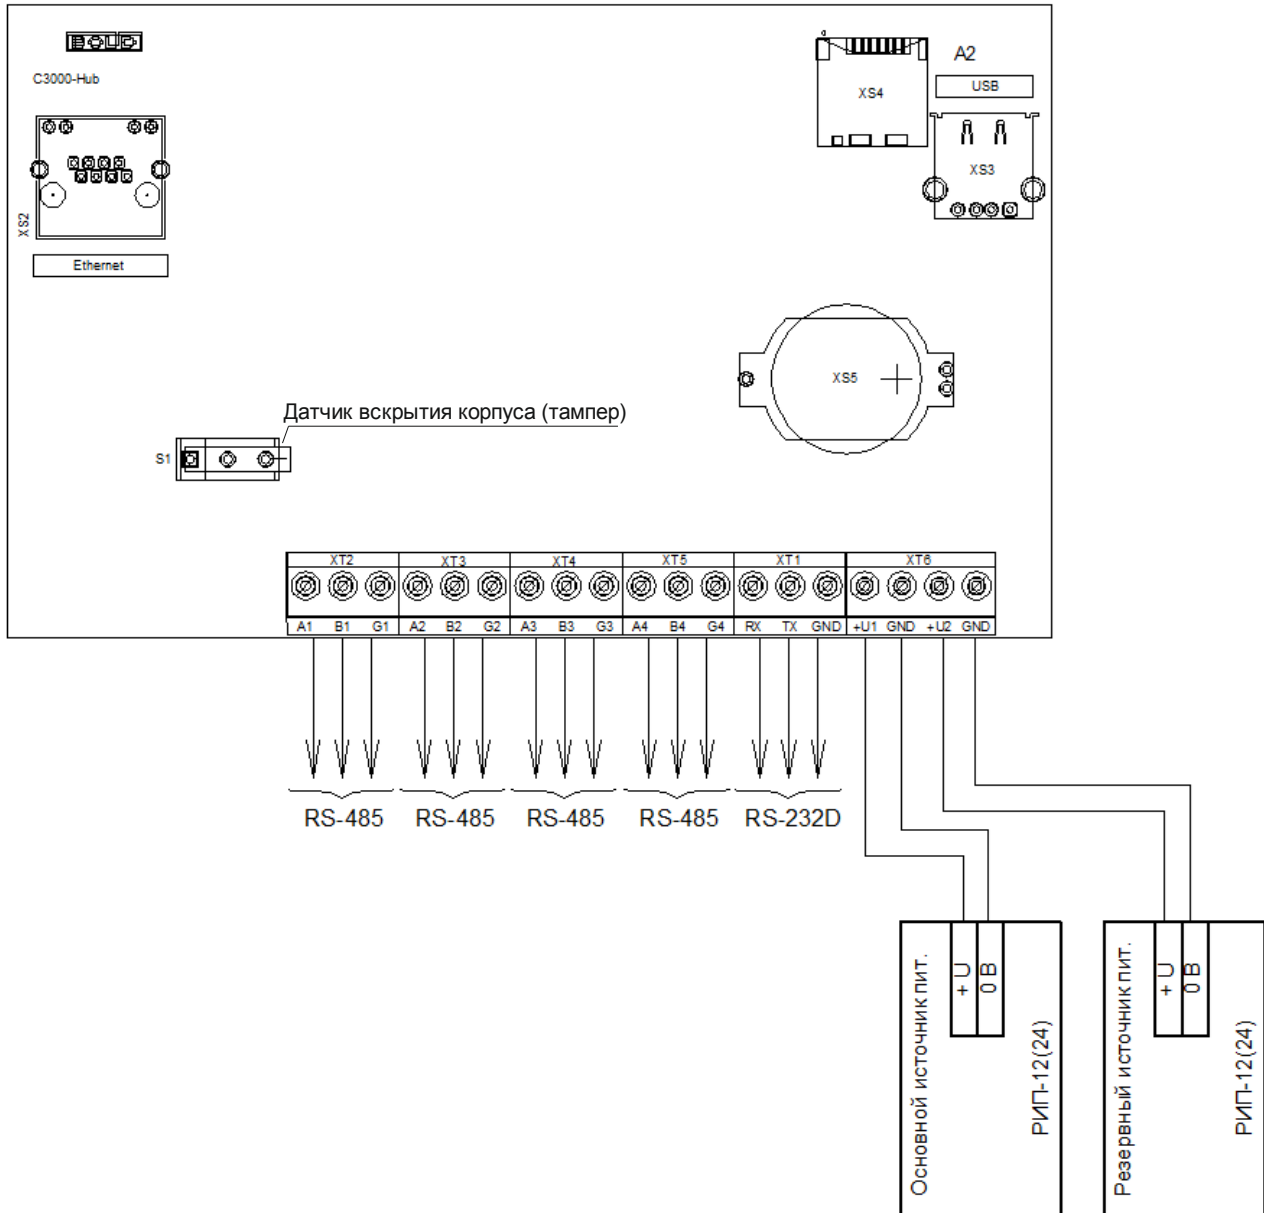 C3000-Hub
XS2
Ethernet
XS4
A2
USB
XS3
XS5
Датчик вскрытия корпуса (тампер)
S1
XT2 XT3 XT4 XT5 XT1 XT6
A1 B1 G1 A2 B2 G2 A3 B3 G3 A4 B4 G4 RX TX GND +U1 GND +U2 GND
RS-485 RS-485 RS-485 RS-485 RS-232D
Основной источник пит.
+U
0 В
РИП-12(24)
Резервный источник пит.
+U
0 В
РИП-12(24)